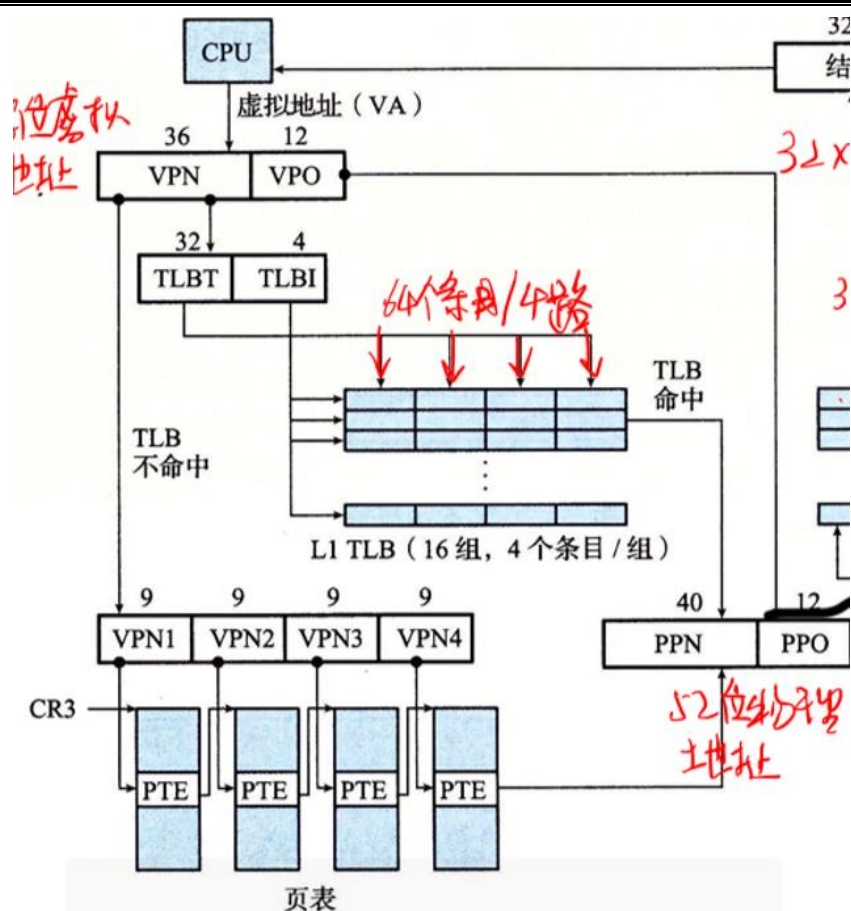 CPU
32
结
虚拟地址（VA）
位虚拟
地址
36 12
VPN VPO
32
32 4
TLBT TLBI
64个条目/4路
3
TLB
命中
TLB
不命中
L1 TLB（16 组，4 个条目/组）
9 9 9 9
VPN1 VPN2 VPN3 VPN4
40 12
PPN PPO
52位物理
地址
CR3
PTE PTE PTE PTE
页表